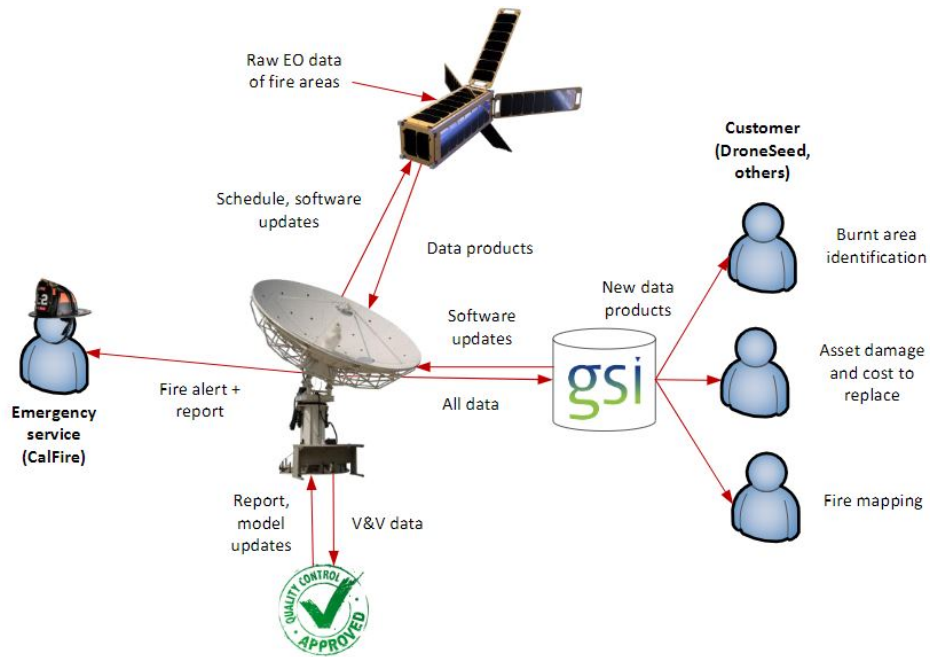 Raw EO data
of fire areas
Customer
(DroneSeed,
others)
Schedule, software
updates
Burnt area
identification
Data products
New data
products
Software
updates
Asset damage
and cost to
replace
gsi
Fire alert +
report
All data
Emergency
service
(CalFire)
Report,
model
updates
V&V data
Fire mapping
QUALITY CONTROL
APPROVED